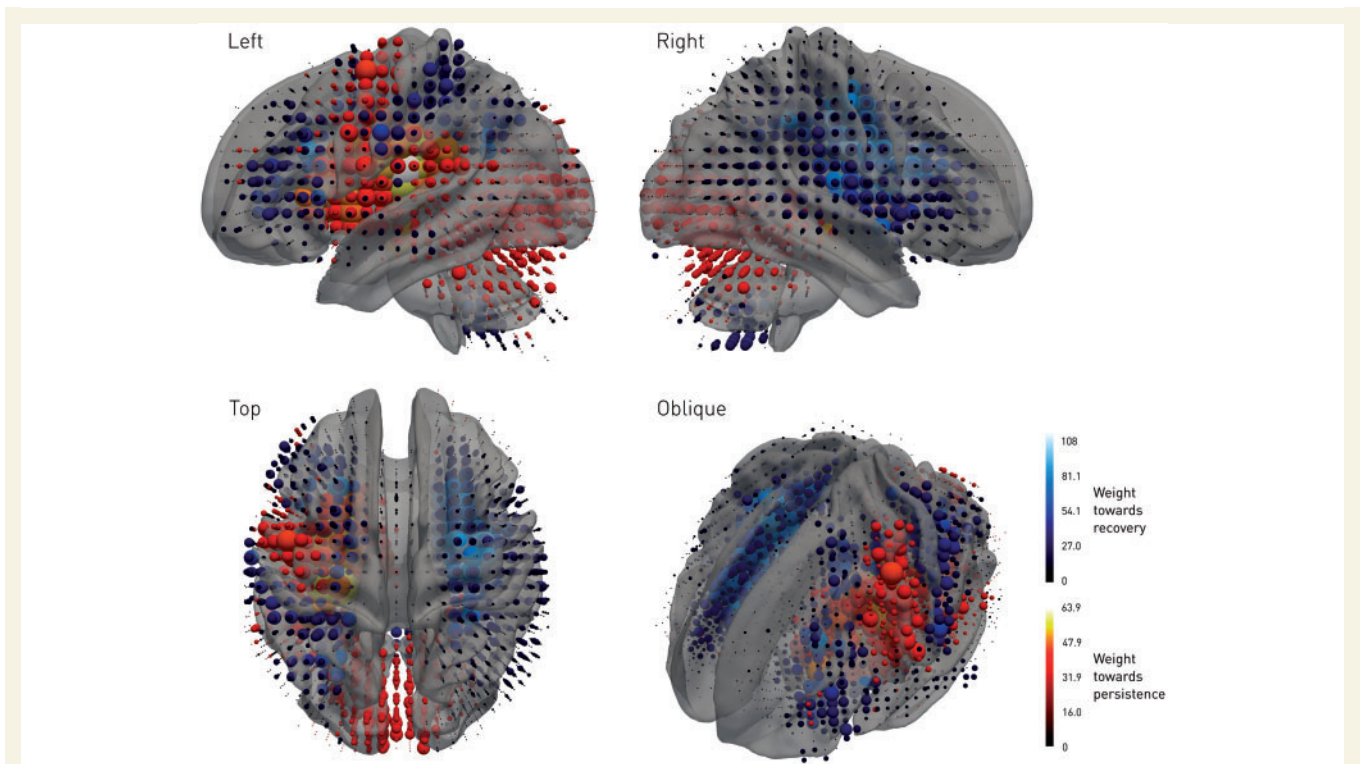 Left
Right
Top
Oblique
108
81.1
54.1
27.0
0
Weight
towards
recovery
63.9
47.9
31.9
16.0
0
Weight
towards
persistence